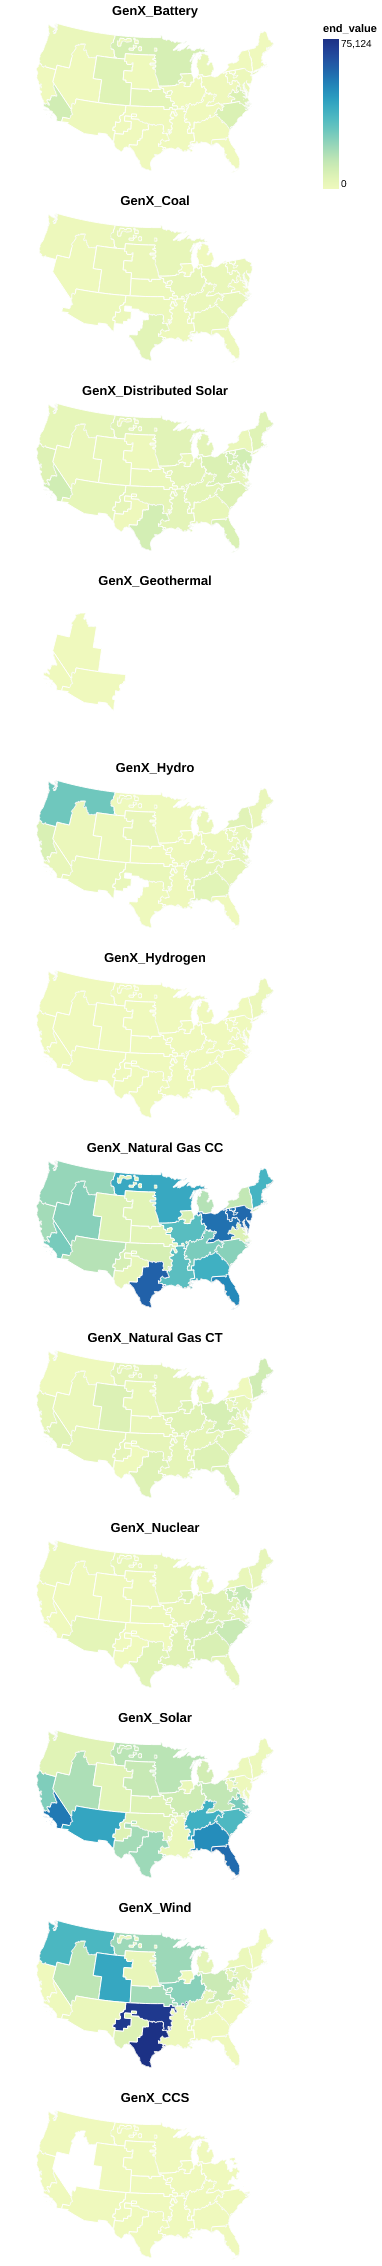 GenX_Battery
end_value
75,124
0
GenX_Coal
GenX_Distributed Solar
GenX_Geothermal
GenX_Hydro
GenX_Hydrogen
GenX_Natural Gas CC
GenX_Natural Gas CT
GenX_Nuclear
GenX_Solar
GenX_Wind
GenX_CCS